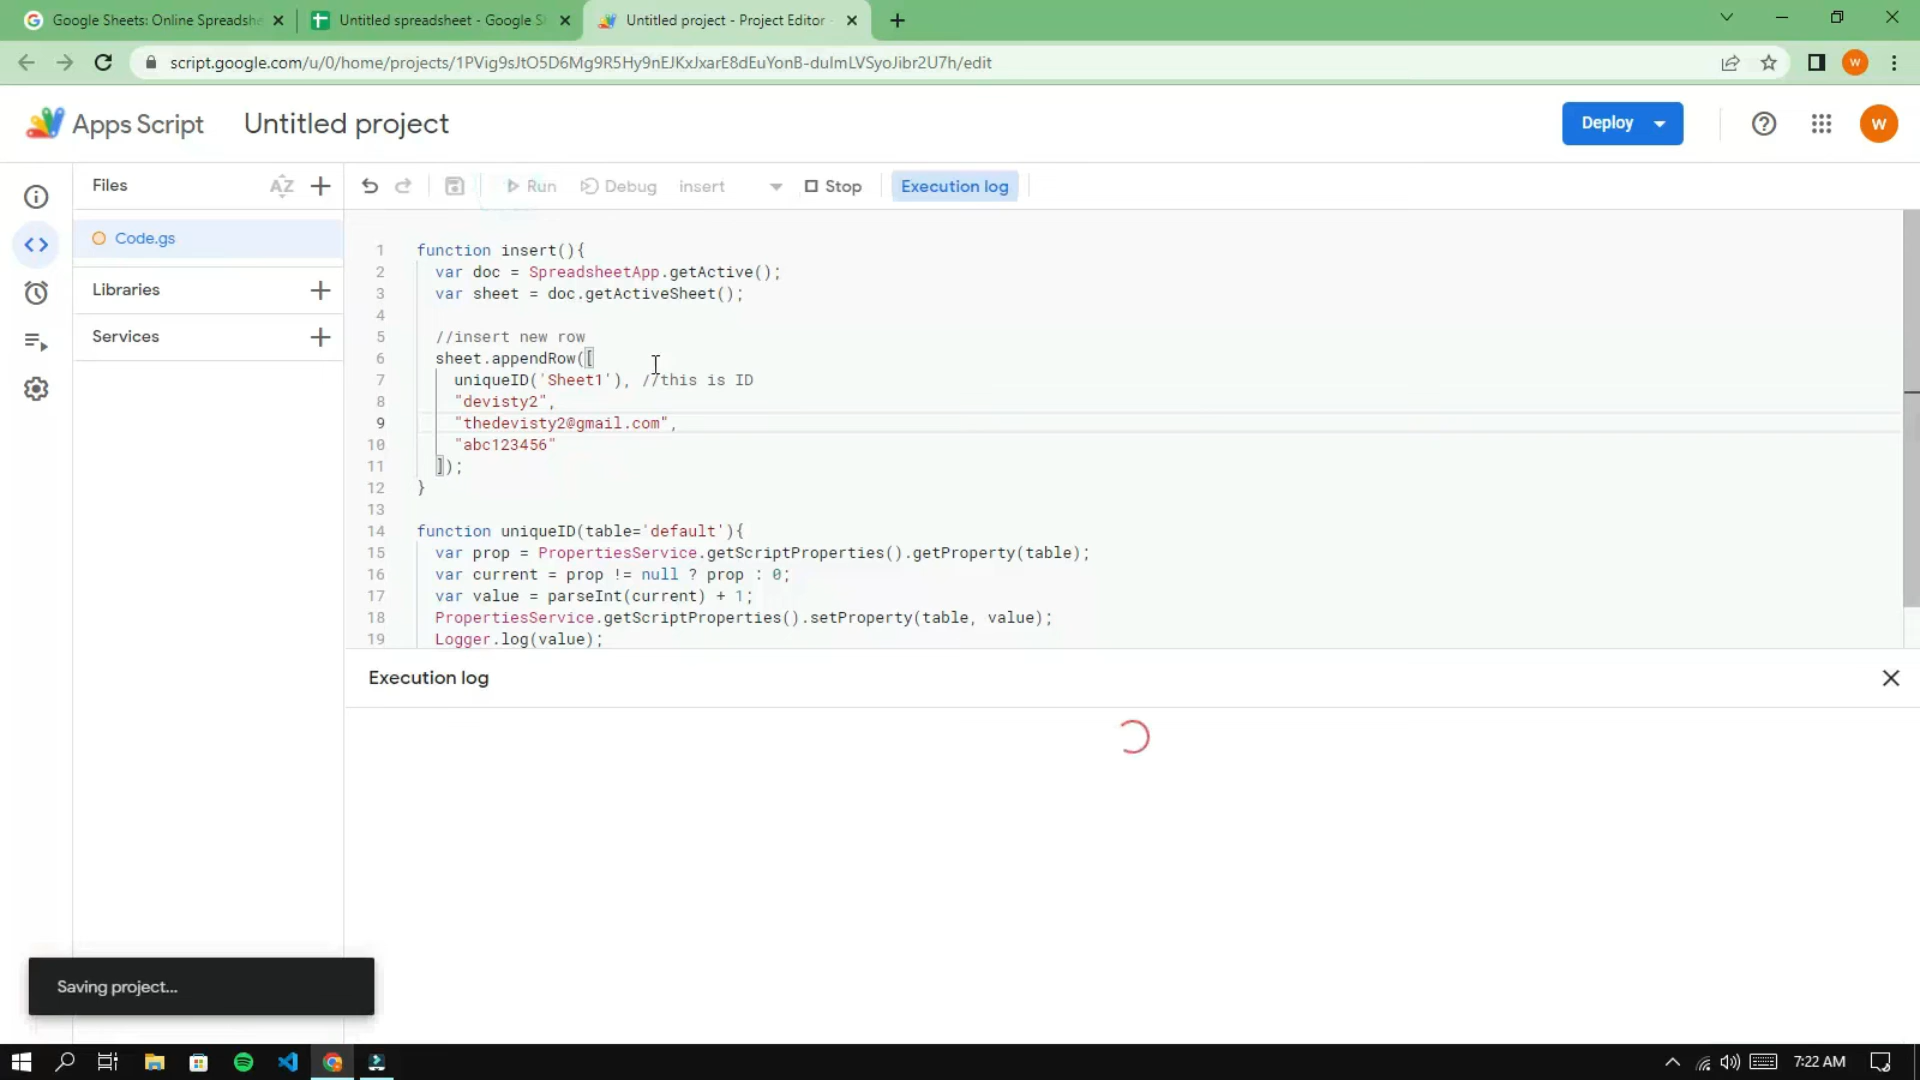 Google Sheets: Online Spreadshe
Untitled spreadsheet - Google S
Untitled project - Project Editor
script.google.com/u/0/home/projects/1PVig9sJtO5D6Mg9R5Hy9nEJKxJxarE8dEuYonB-dulmLVSyoJibr2U7h/edit
W
Apps Script Untitled project
Deploy
W
Files
AZ
Run Debug insert Stop Execution log
Code.gs
Libraries
Services
1 function insert(){
2 var doc = SpreadsheetApp.getActive();
3 var sheet = doc.getActiveSheet();
4
5 //insert new row
6 sheet.appendRow([
7 uniqueID('Sheet1'), //this is ID
8 "devisty2",
9 "thedevisty2@gmail.com",
10 "abc123456"
11 ]);
12 }
13
14 function uniqueID(table='default'){
15 var prop = PropertiesService.getScriptProperties().getProperty(table);
16 var current = prop != null ? prop : 0;
17 var value = parseInt(current) + 1;
18 PropertiesService.getScriptProperties().setProperty(table, value);
19 Logger.log(value);
Execution log
Saving project...
7:22 AM